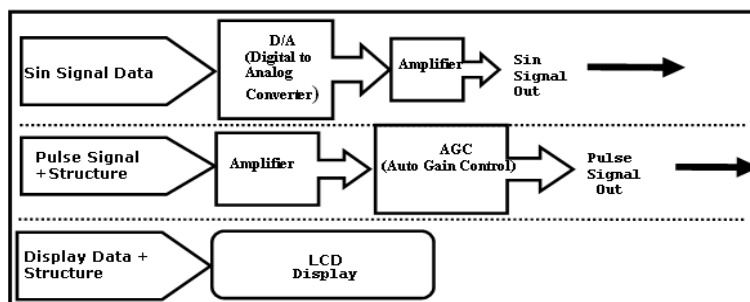 Sin Signal Data
D/A
(Digital to
Analog
Converter)
Amplifier
Sin
Signal
Out
Pulse Signal
+Structure
Amplifier
AGC
(Auto Gain Control)
Pulse
Signal
Out
Display Data +
Structure
LCD
Display